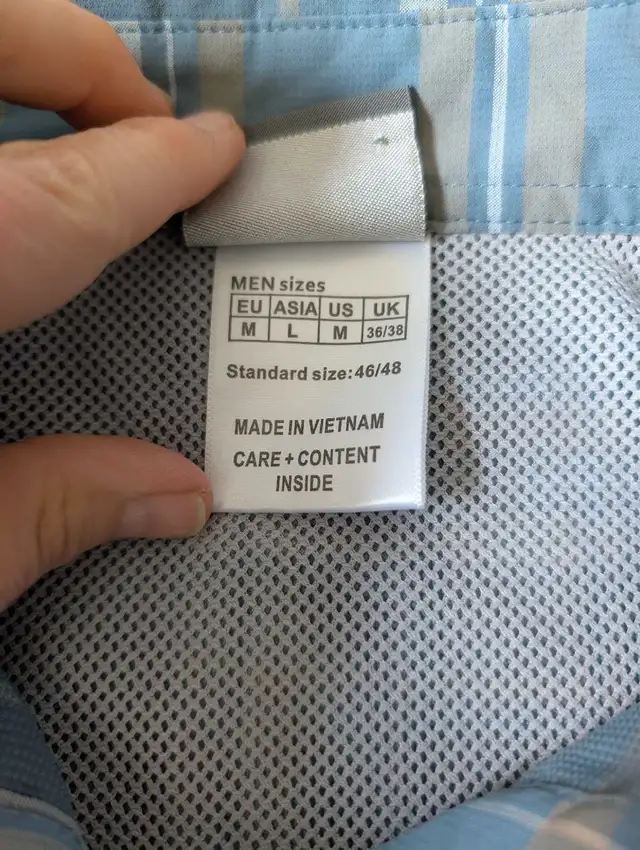 MEN sizes
EU ASIA US UK
M L M 36/38
Standard size: 46/48
MADE IN VIETNAM
CARE + CONTENT
INSIDE